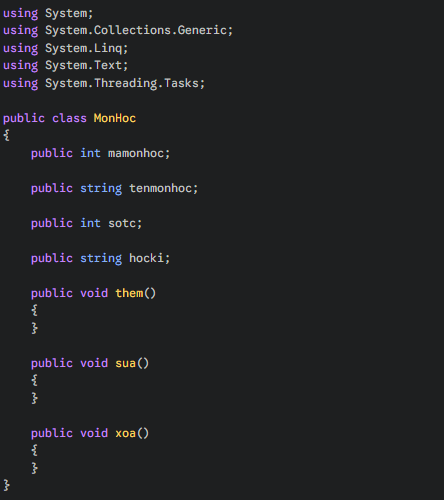 using System;
using System.Collections.Generic;
using System.Linq;
using System.Text;
using System.Threading.Tasks;

public class MonHoc
{
    public int mamonhoc;

    public string tenmonhoc;

    public int sotc;

    public string hocki;

    public void them()
    {
    }

    public void sua()
    {
    }

    public void xoa()
    {
    }
}